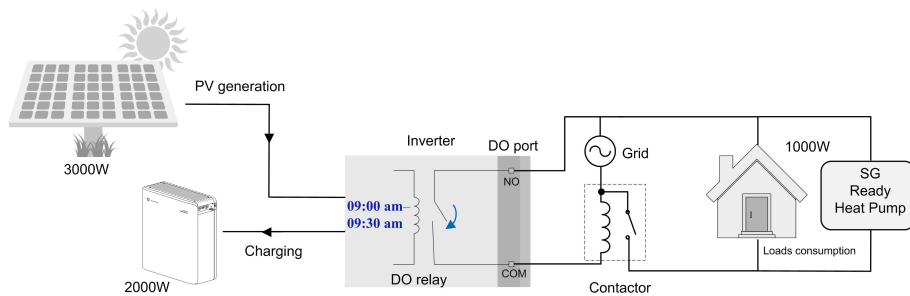 PV generation
3000W
Inverter
DO port
NO
Grid
1000W
SG
Ready
Heat Pump
09:00 am
09:30 am
Charging
DO relay
COM
Loads consumption
2000W
Contactor